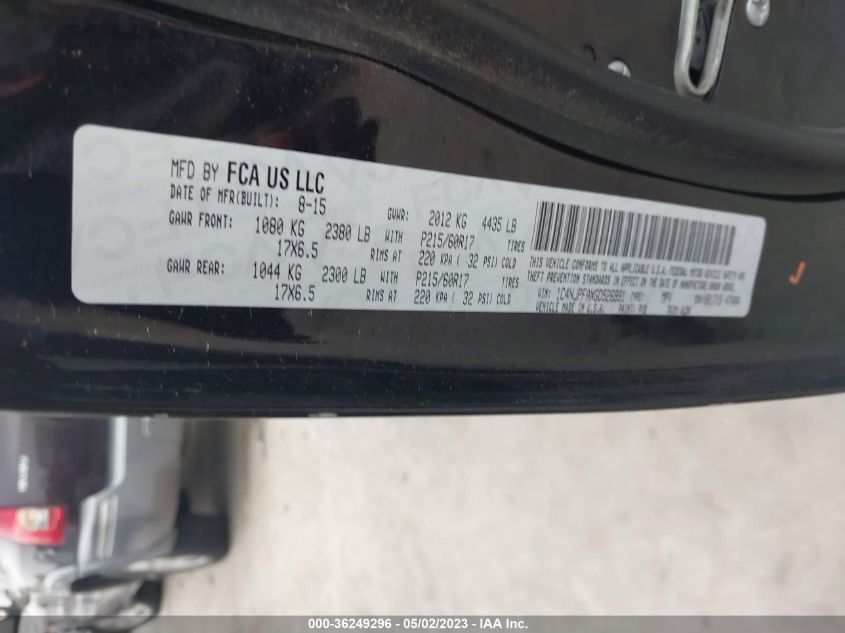 MFD BY FCA US LLC
DATE OF MFR(BUILT): 8-15
GVWR: 2012 KG 4435 LB
GAWR FRONT: 1080 KG 2380 LB WITH P215/60R17 TIRES
17X6.5 RIMS AT 220 KPA ( 32 PSI) COLD
GAWR REAR: 1044 KG 2300 LB WITH P215/60R17 TIRES
17X6.5 RIMS AT 220 KPA ( 32 PSI) COLD
THIS VEHICLE CONFORMS TO ALL APPLICABLE U.S.A. FEDERAL MOTOR VEHICLE SAFETY AND
THEFT PREVENTION STANDARDS IN EFFECT ON THE DATE OF MANUFACTURE SHOWN ABOVE.
VIN: TYPE: MPV
VEHICLE MADE IN U.S.A. PAINT:
000-36249296 - 05/02/2023 - IAA Inc.